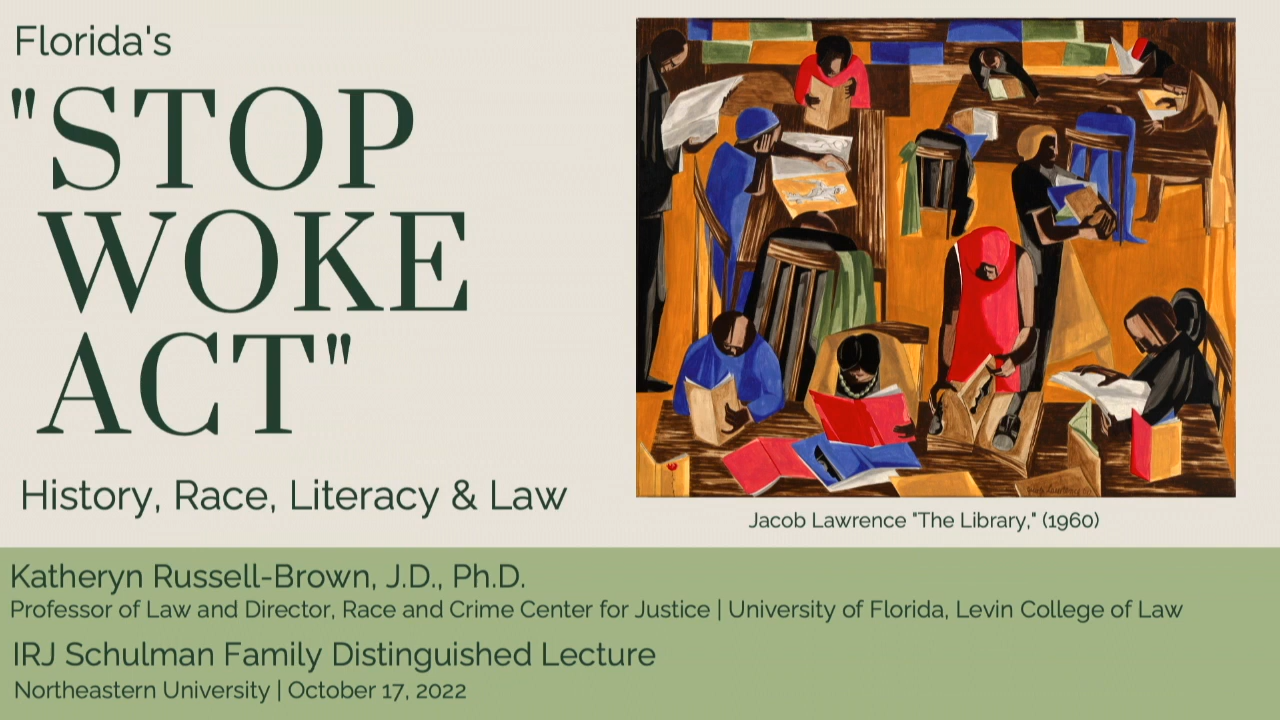 Florida's
"STOP
WOKE
ACT"
History, Race, Literacy & Law
Jacob Lawrence "The Library," (1960)
Katheryn Russell-Brown, J.D., Ph.D.
Professor of Law and Director, Race and Crime Center for Justice | University of Florida, Levin College of Law
IRJ Schulman Family Distinguished Lecture
Northeastern University | October 17, 2022